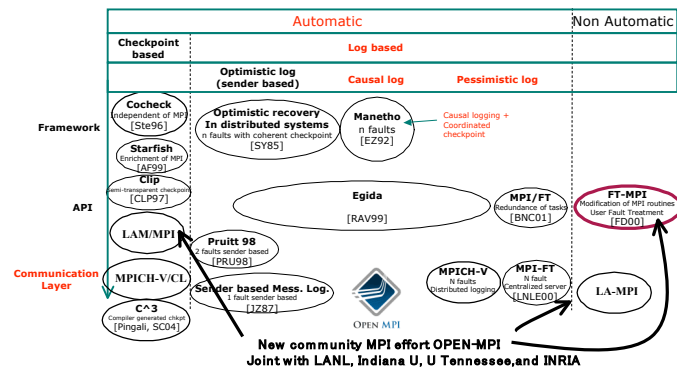 Automatic
Non Automatic
Checkpoint
based
Log based
Optimistic log
(sender based)
Causal log
Pessimistic log
Framework
API
Communication
Layer
Cocheck
Independent of MPI
[Ste96]
Starfish
Enrichment of MPI
[AF99]
Clip
Semi-transparent checkpoint
[CLP97]
LAM/MPI
MPICH-V/CL
C^3
Compiler generated chkpt
[Pingali, SC04]
Optimistic recovery
In distributed systems
n faults with coherent checkpoint
[SY85]
Manetho
n faults
[EZ92]
Causal logging +
Coordinated
checkpoint
Egida
[RAV99]
MPI/FT
Redundance of tasks
[BNC01]
FT-MPI
Modification of MPI routines
User Fault Treatment
[FD00]
Pruitt 98
2 faults sender based
[PRU98]
Sender based Mess. Log.
1 fault sender based
[JZ87]
OPEN MPI
MPICH-V
N faults
Distributed logging
MPI-FT
N fault
Centralized server
[LNLE00]
LA-MPI
New community MPI effort OPEN-MPI
Joint with LANL, Indiana U, U Tennessee,and INRIA